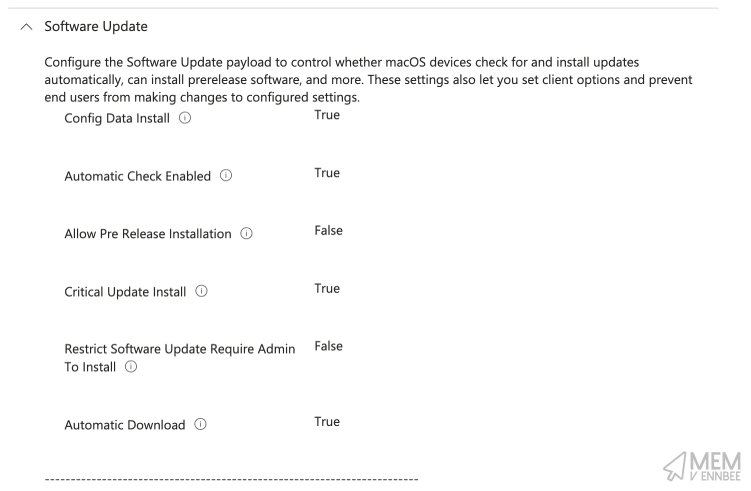 Software Update
Configure the Software Update payload to control whether macOS devices check for and install updates
automatically, can install prerelease software, and more. These settings also let you set client options and prevent
end users from making changes to configured settings.
Config Data Install True
Automatic Check Enabled True
Allow Pre Release Installation False
Critical Update Install True
Restrict Software Update Require Admin False
To Install
Automatic Download True
MEM
V ENNBEE